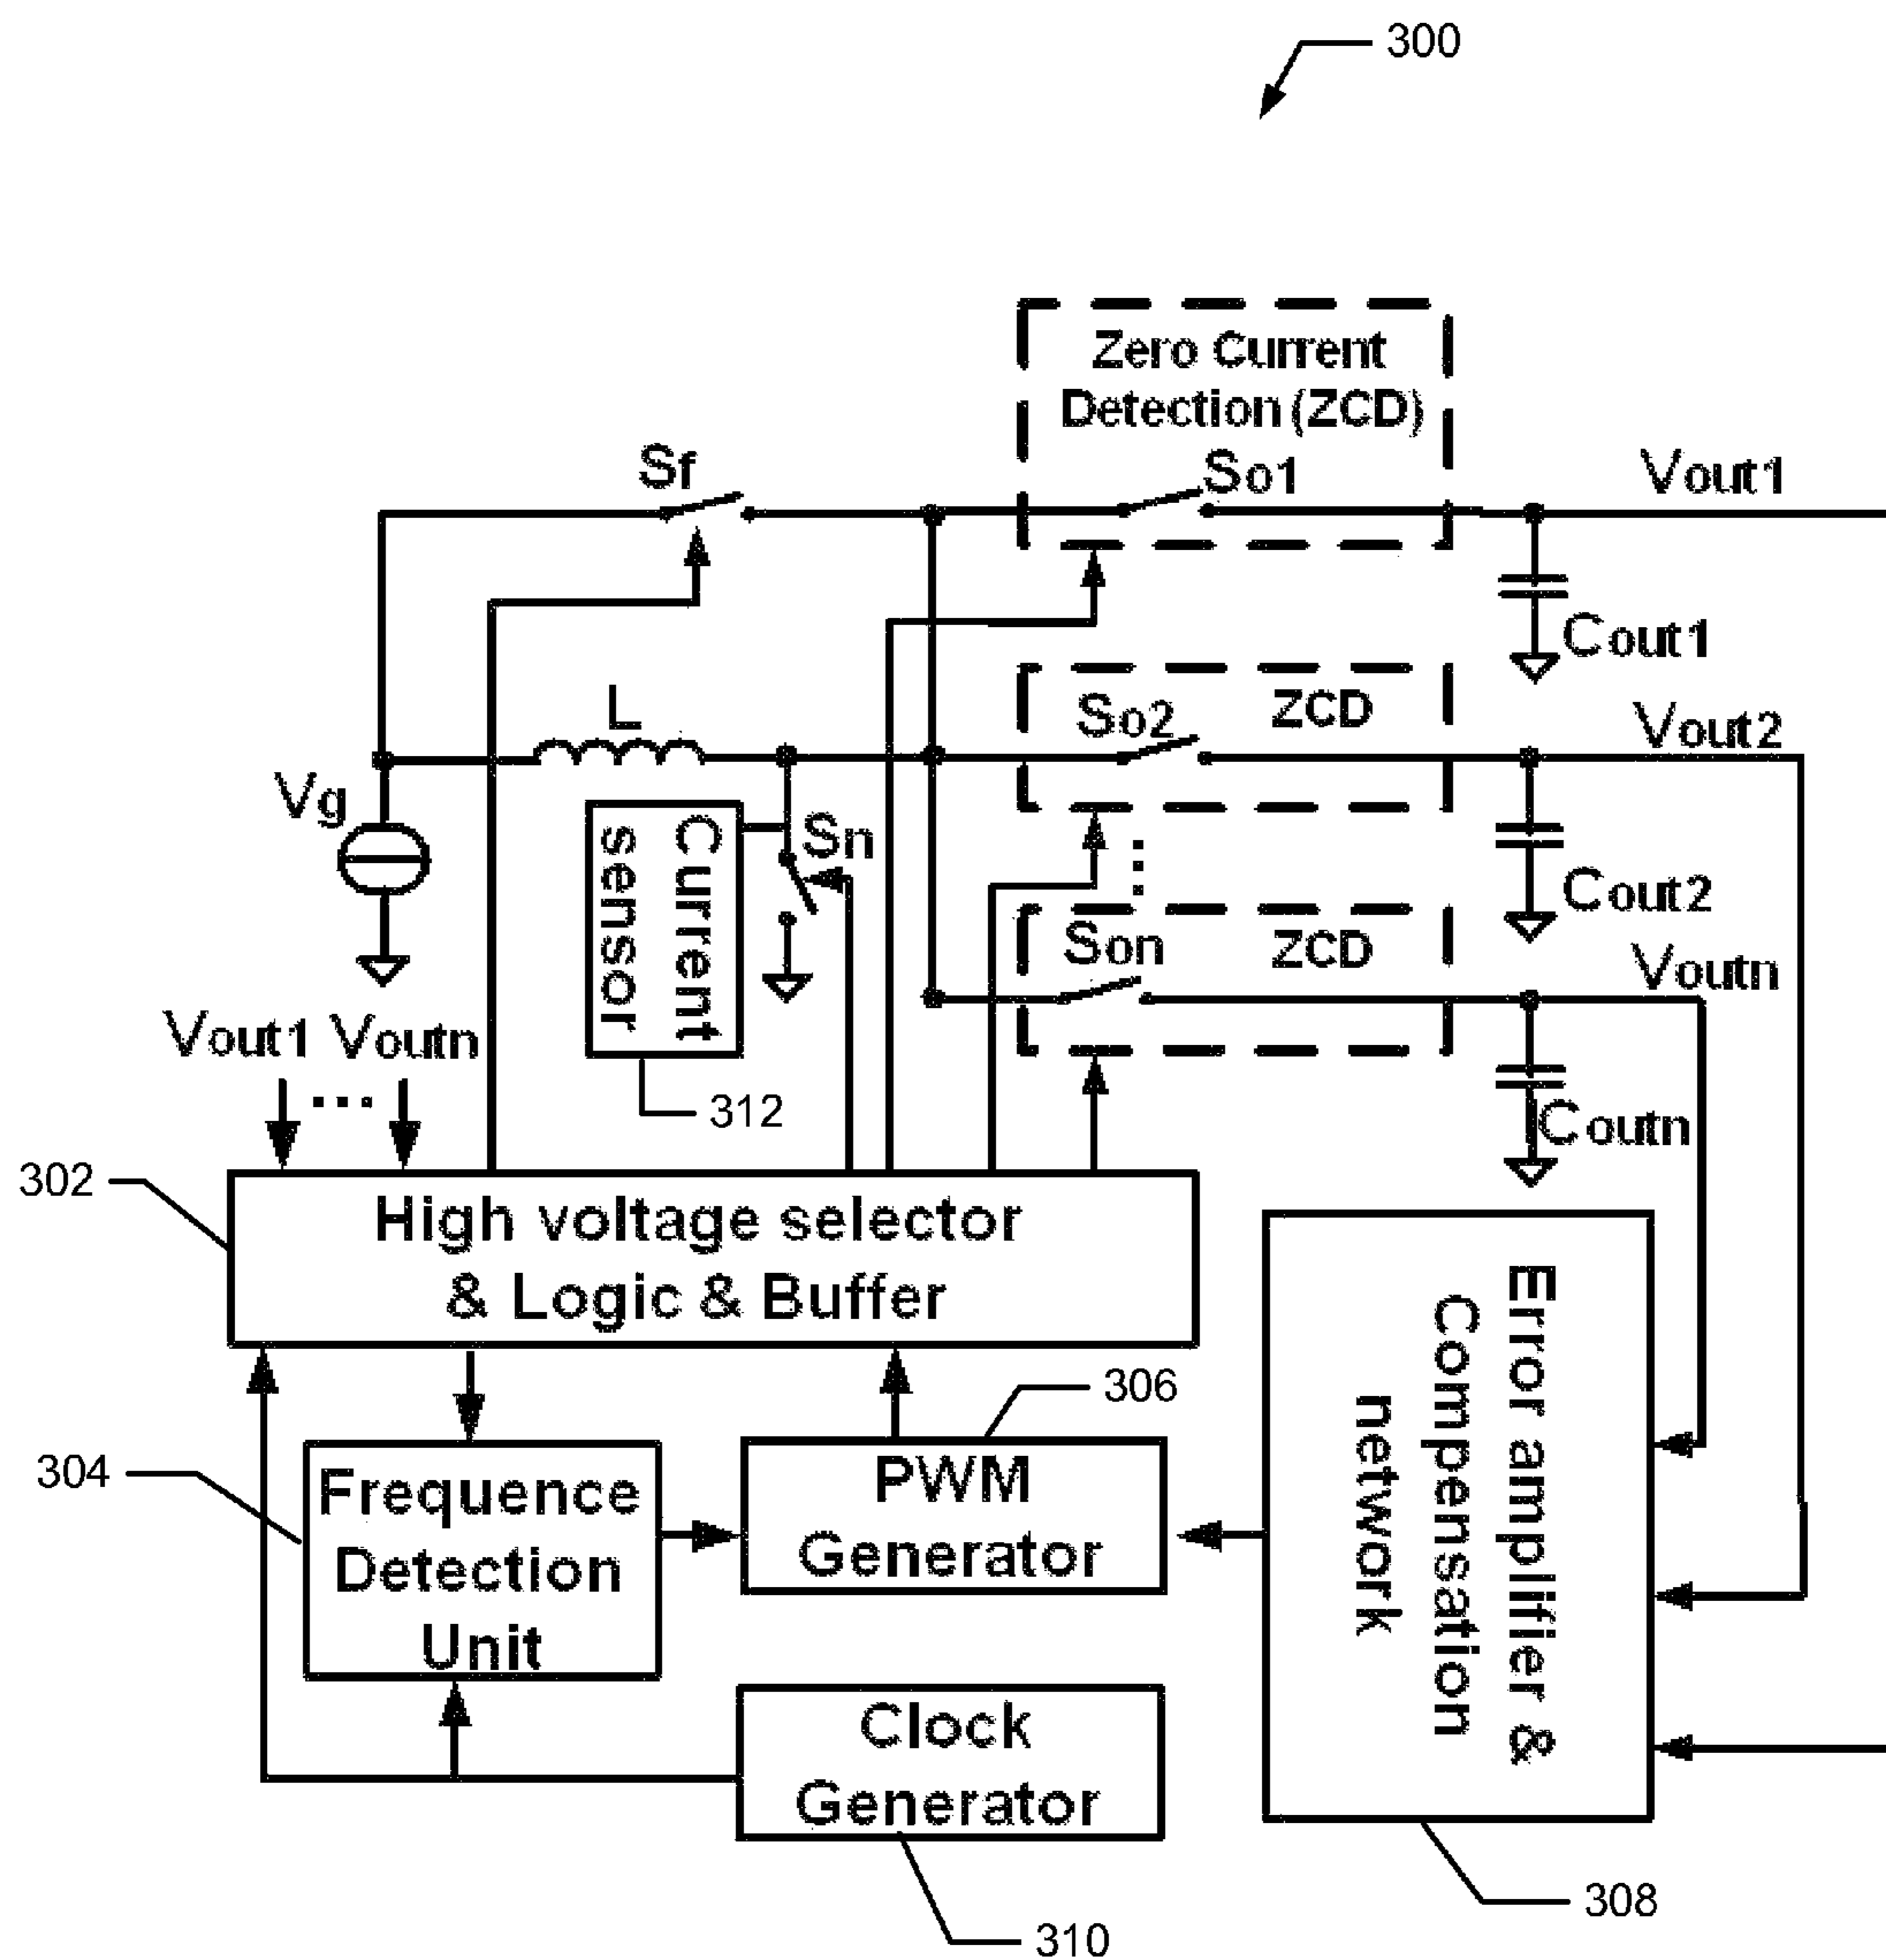 300
Zero Current
Detection (ZCD)
Sf
So1
Vout1
Cout1
L
So2
ZCD
Vout2
Vg
Current
sensor
Sn
Cout2
Son
ZCD
Voutn
Vout1 ... Voutn
312
Coutn
302
High voltage selector
& Logic & Buffer
306
304
Frequence
Detection
Unit
PWM
Generator
Error amplifier &
Compensation
network
Clock
Generator
308
310